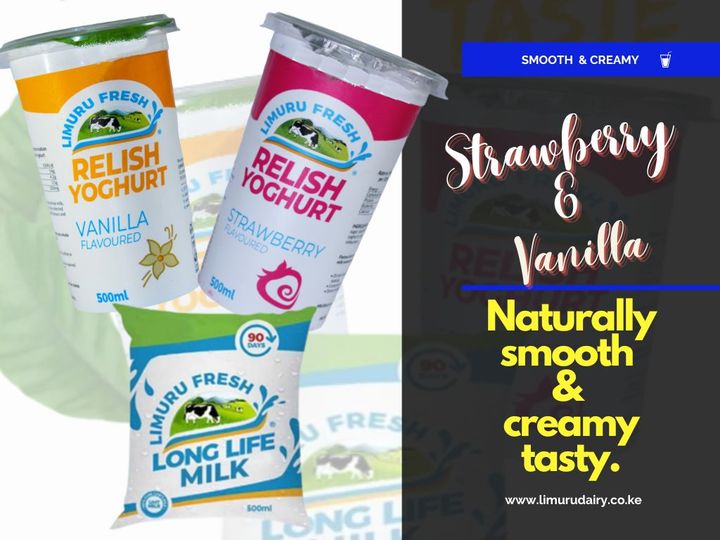 LIMURU FRESH
RELISH
YOGHURT
VANILLA
FLAVOURED
500ml
LIMURU FRESH
RELISH
YOGHURT
STRAWBERRY
FLAVOURED
500ml
90
DAYS
LIMURU FRESH
LONG LIFE
MILK
500ml
SMOOTH & CREAMY
Strawberry
&
Vanilla
Naturally
smooth
&
creamy
tasty.
www.limurudairy.co.ke